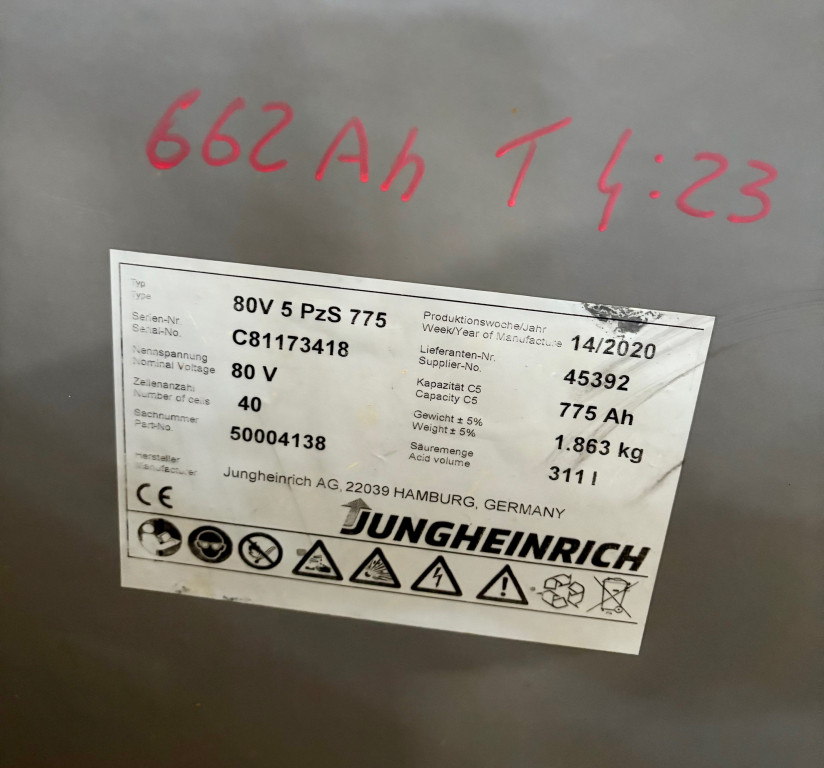 662 Ah T 4:23
Typ
Type
80V 5 PzS 775
Produktionswoche/Jahr
Week/Year of Manufacture
14/2020
Serien-Nr.
Serial-No.
C81173418
Lieferanten-Nr.
Supplier-No.
45392
Nennspannung
Nominal Voltage
80 V
Kapazität C5
Capacity C5
775 Ah
Zellenanzahl
Number of cells
40
Gewicht ± 5%
Weight ± 5%
1.863 kg
Sachnummer
Part-No.
50004138
Säuremenge
Acid volume
311 l
Hersteller
Manufacturer
Jungheinrich AG, 22039 HAMBURG, GERMANY
CE
JUNGHEINRICH